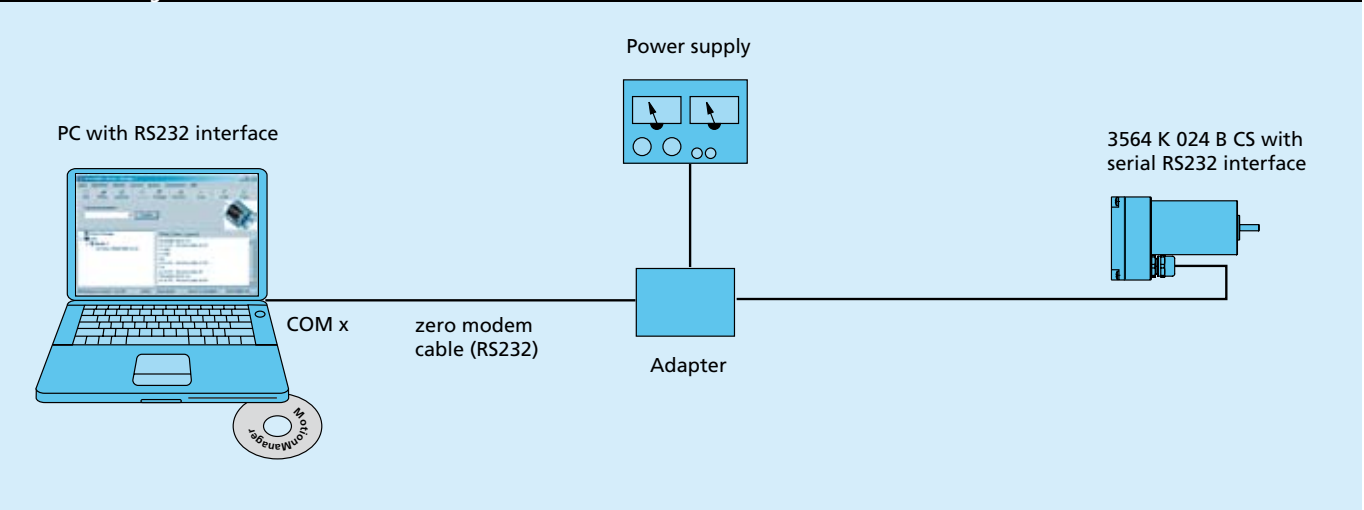 Power supply
PC with RS232 interface
3564 K 024 B CS with
serial RS232 interface
COM x
zero modem
cable (RS232)
Adapter
MotionManager